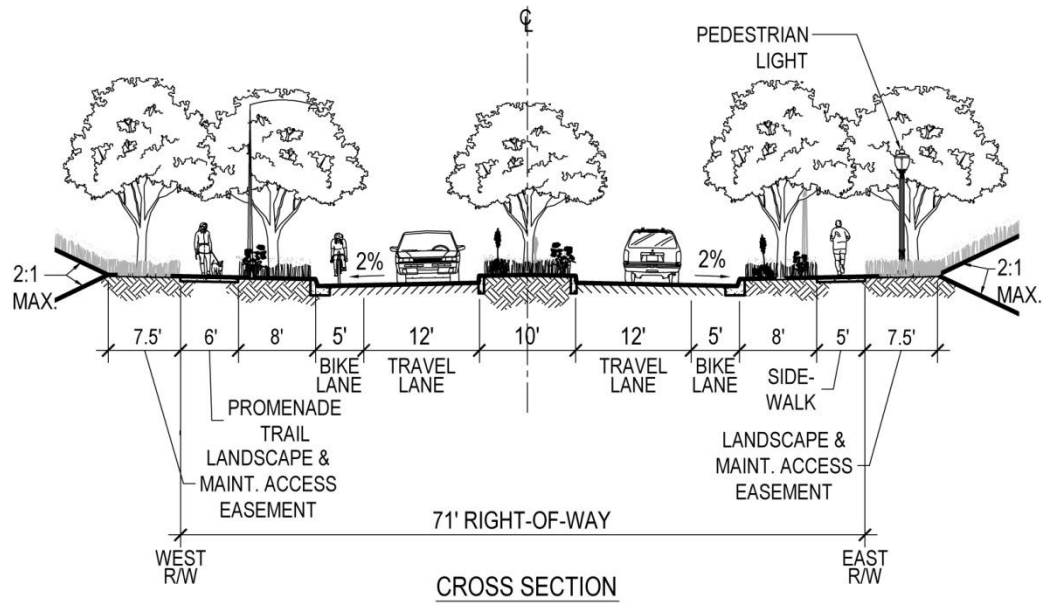 ℄
PEDESTRIAN
LIGHT
2:1
MAX.
2%
2%
2:1
MAX.
7.5'
6'
8'
5'
12'
10'
12'
5'
8'
5'
7.5'
BIKE
LANE
TRAVEL
LANE
TRAVEL
LANE
BIKE
LANE
SIDE-
WALK
PROMENADE
TRAIL
LANDSCAPE &
MAINT. ACCESS
EASEMENT
LANDSCAPE &
MAINT. ACCESS
EASEMENT
71' RIGHT-OF-WAY
WEST
R/W
EAST
R/W
CROSS SECTION